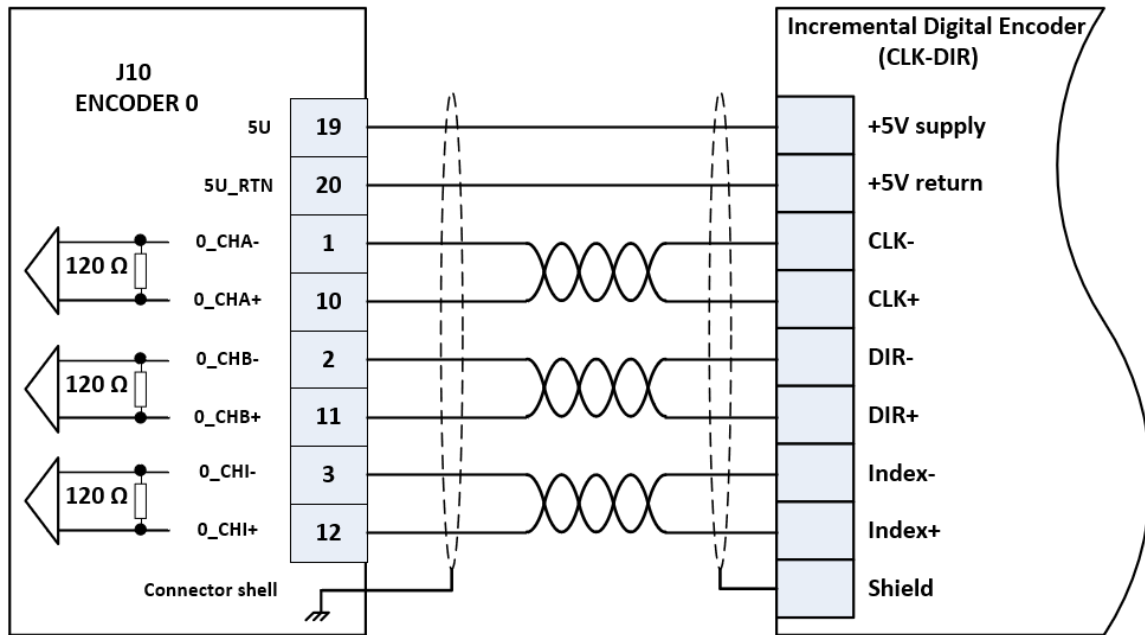 J10
ENCODER 0
5U
19
5U_RTN
20
0_CHA-
1
120 Ω
0_CHA+
10
0_CHB-
2
120 Ω
0_CHB+
11
0_CHI-
3
120 Ω
0_CHI+
12
Connector shell
Incremental Digital Encoder
(CLK-DIR)
+5V supply
+5V return
CLK-
CLK+
DIR-
DIR+
Index-
Index+
Shield